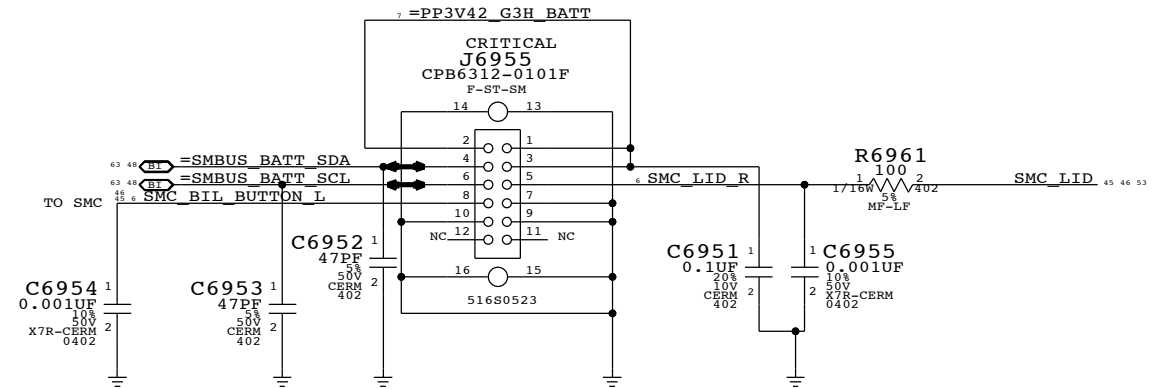 7 =PP3V42_G3H_BATT
CRITICAL
J6955
CPB6312-0101F
F-ST-SM
14 13
2 1
63 48 BI =SMBUS_BATT_SDA 4 3
63 48 BI =SMBUS_BATT_SCL 6 5 6 SMC_LID_R
TO SMC 46 45 6 SMC_BIL_BUTTON_L 8 7
10 9
NC 12 11 NC
16 15
516S0523
R6961
100
1 2
1/16W 402
5%
MF-LF
SMC_LID 45 46 53
C6952 1
47PF
5%
50V 2
CERM
402
C6951 1
0.1UF
20%
10V 2
CERM
402
1 C6955
0.001UF
10%
2 50V
X7R-CERM
0402
C6954 1
0.001UF
10%
50V 2
X7R-CERM
0402
C6953 1
47PF
5%
50V 2
CERM
402